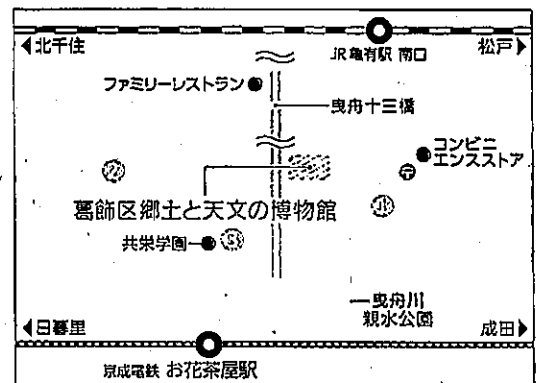 ◀北千住
JR亀有駅 南口
松戸▶
ファミリーレストラン
曳舟十三橋
コンビニ
エンスストア
〒
葛飾区郷土と天文の博物館
共栄学園
曳舟川
親水公園
◀日暮里
成田▶
京成電鉄 お花茶屋駅